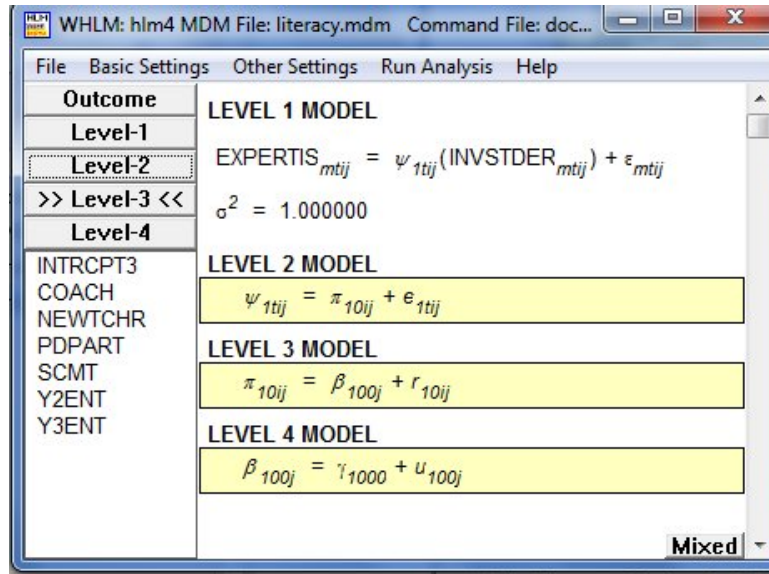 WHLM: hlm4 MDM File: literacy.mdm Command File: doc...
File Basic Settings Other Settings Run Analysis Help
Outcome
Level-1
Level-2
>> Level-3 <<
Level-4
INTRCPT3
COACH
NEWTCHR
PDPART
SCMT
Y2ENT
Y3ENT
LEVEL 1 MODEL
EXPERTIS_mtij = ψ_1tij(INVSTDER_mtij) + ε_mtij
σ² = 1.000000
LEVEL 2 MODEL
ψ_1tij = π_10ij + e_1tij
LEVEL 3 MODEL
π_10ij = β_100j + r_10ij
LEVEL 4 MODEL
β_100j = γ_1000 + u_100j
Mixed